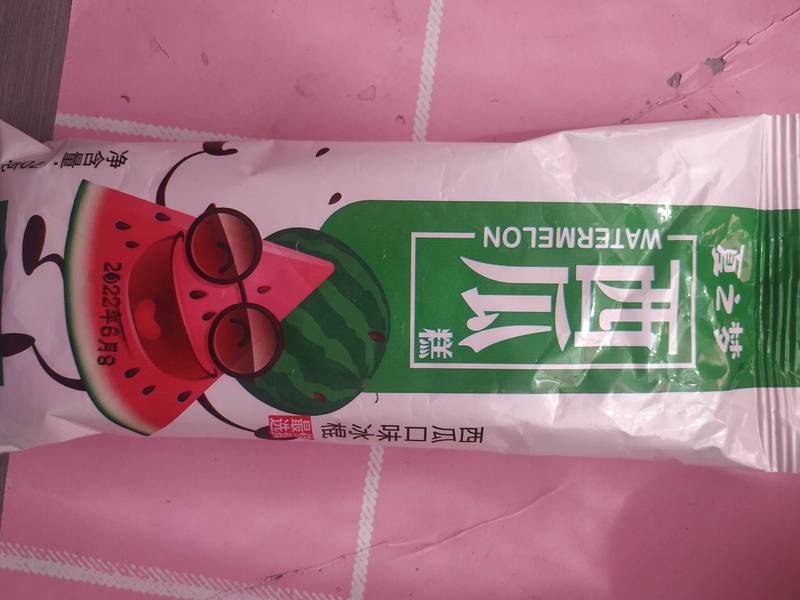 夏之梦
WATERMELON
西瓜
糕
西瓜口味冰棍
2022年6月8
净含量: